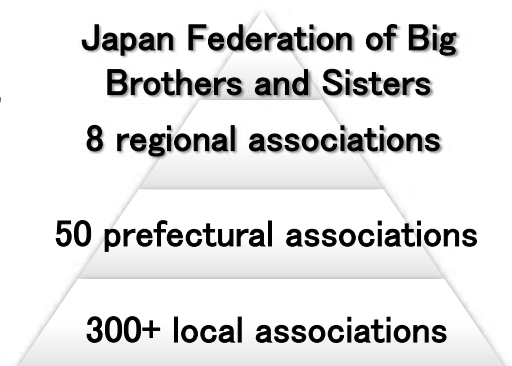 Japan Federation of Big
Brothers and Sisters
8 regional associations
50 prefectural associations
300+ local associations